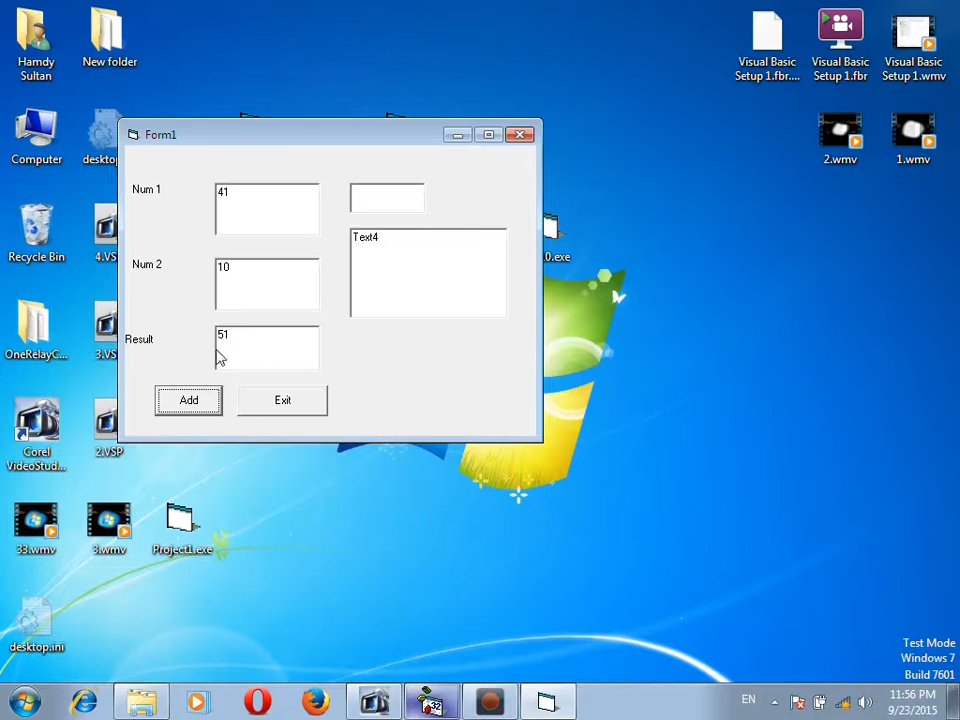 Hamdy
Sultan
New folder
Visual Basic
Setup 1.fbr....
Visual Basic
Setup 1.fbr
Visual Basic
Setup 1.wmv
Computer
desktop
2.wmv
1.wmv
Form1
Num 1
41
Text4
Num 2
10
Result
51
Add
Exit
Recycle Bin
4.VS
0.exe
OneRelayC...
3.VS
Corel
VideoStud...
2.VSP
33.wmv
3.wmv
Project1.exe
desktop.ini
Test Mode
Windows 7
Build 7601
32
EN
11:56 PM
9/23/2015